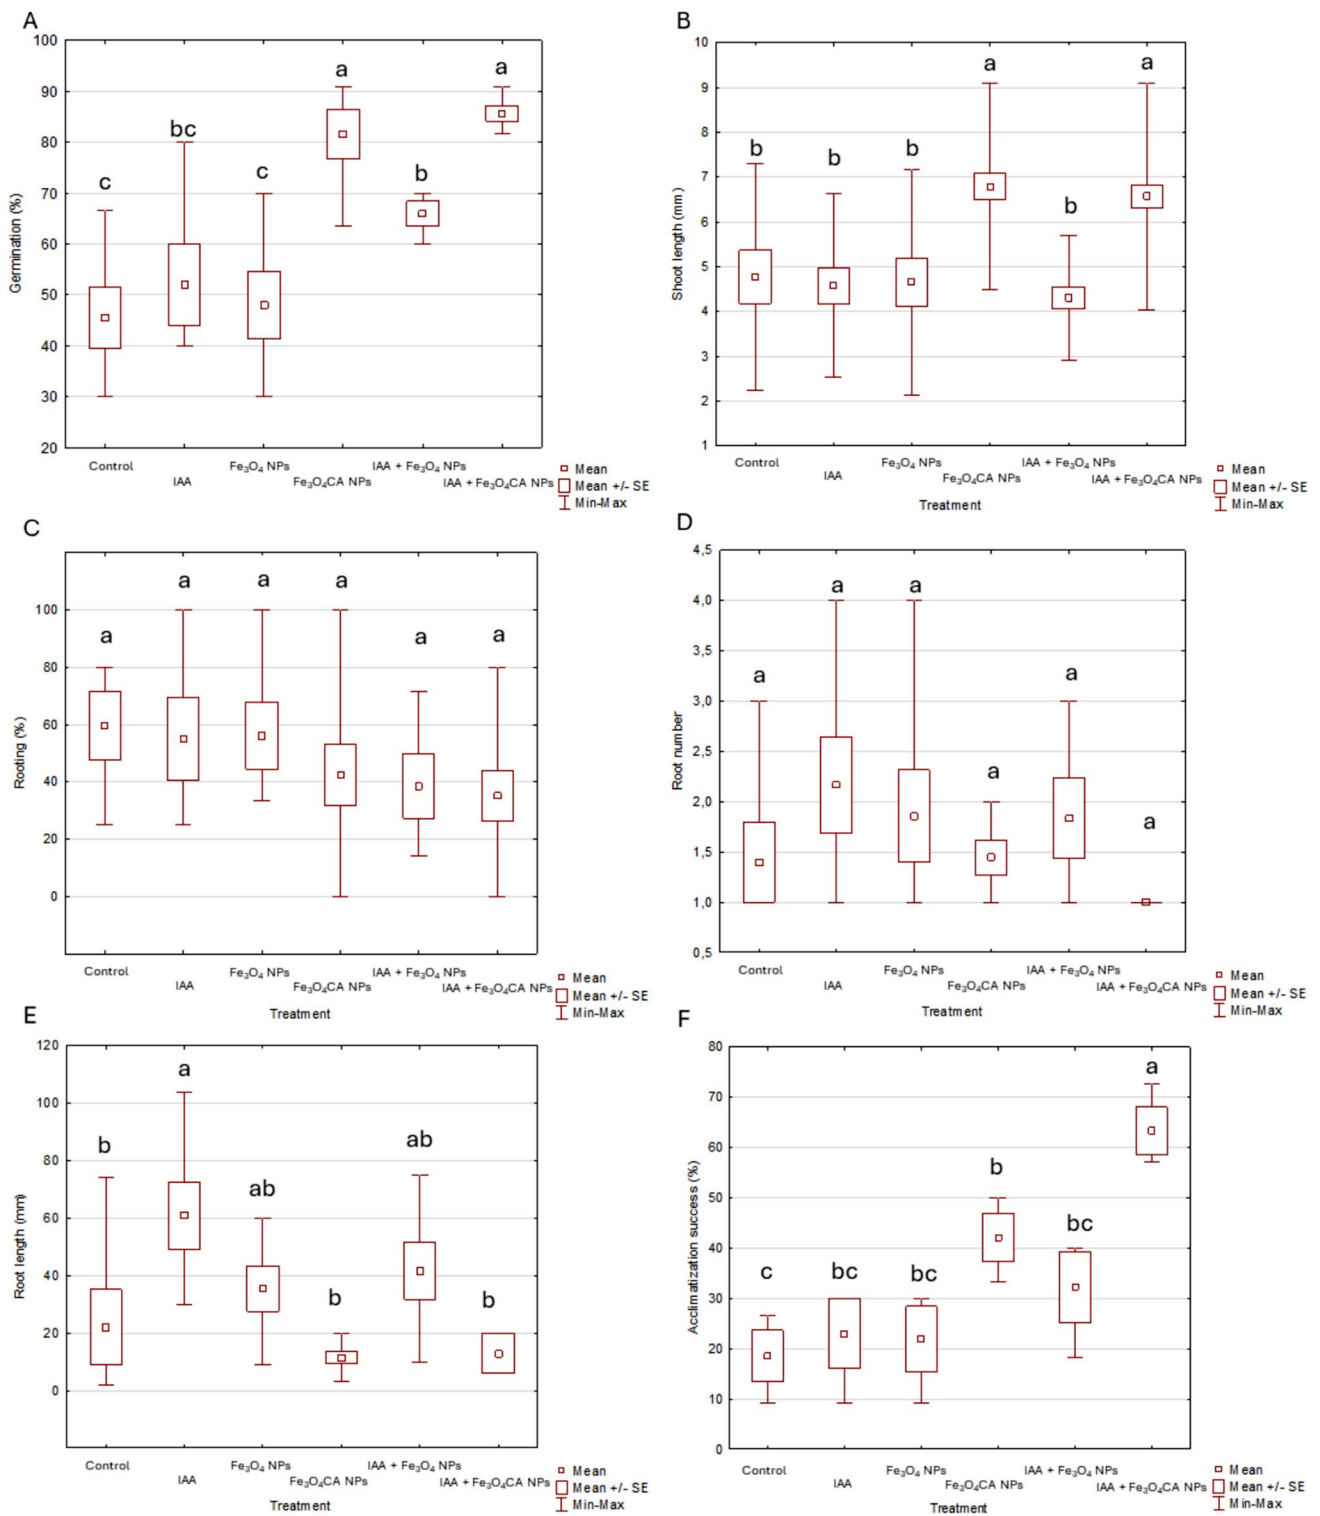 A
100
90
80
70
60
50
40
30
20
Germination (%)
c
bc
c
a
b
a
Control
IAA
Fe₃O₄ NPs
Fe₃O₄CA NPs
IAA + Fe₃O₄ NPs
IAA + Fe₃O₄CA NPs
Mean
Mean +/- SE
Min-Max
B
10
9
8
7
6
5
4
3
2
1
Shoot length (mm)
b
b
b
a
b
a
Control
IAA
Fe₃O₄ NPs
Fe₃O₄CA NPs
IAA + Fe₃O₄ NPs
IAA + Fe₃O₄CA NPs
Treatment
Mean
Mean +/- SE
Min-Max
C
100
80
60
40
20
0
Rooting (%)
a
a
a
a
a
a
Control
IAA
Fe₃O₄ NPs
Fe₃O₄CA NPs
IAA + Fe₃O₄ NPs
IAA + Fe₃O₄CA NPs
Treatment
Mean
Mean +/- SE
Min-Max
D
4,5
4,0
3,5
3,0
2,5
2,0
1,5
1,0
0,5
Root number
a
a
a
a
a
a
Control
IAA
Fe₃O₄ NPs
Fe₃O₄CA NPs
IAA + Fe₃O₄ NPs
IAA + Fe₃O₄CA NPs
Treatment
Mean
Mean +/- SE
Min-Max
E
120
100
80
60
40
20
0
Root length (mm)
b
a
ab
b
ab
b
Control
IAA
Fe₃O₄ NPs
Fe₃O₄CA NPs
IAA + Fe₃O₄ NPs
IAA + Fe₃O₄CA NPs
Treatment
Mean
Mean +/- SE
Min-Max
F
80
70
60
50
40
30
20
10
0
Acclimatization success (%)
c
bc
bc
b
bc
a
Control
IAA
Fe₃O₄ NPs
Fe₃O₄CA NPs
IAA + Fe₃O₄ NPs
IAA + Fe₃O₄CA NPs
Treatment
Mean
Mean +/- SE
Min-Max